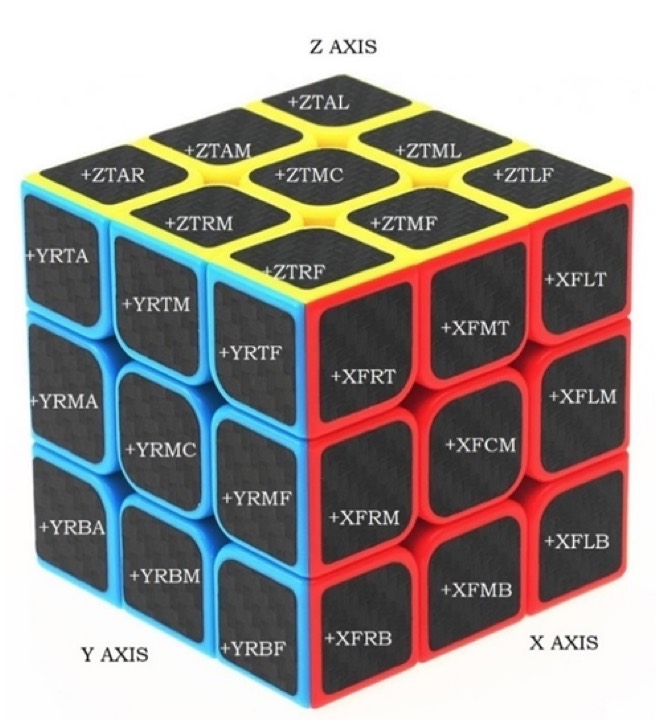 Z AXIS
+ZTAL
+ZTAM
+ZTML
+ZTAR
+ZTMC
+ZTLF
+ZTRM
+ZTMF
+ZTRF
+YRTA
+YRTM
+YRTF
+XFRT
+XFMT
+XFLT
+YRMA
+YRMC
+YRMF
+XFRM
+XFCM
+XFLM
+YRBA
+YRBM
+YRBF
+XFRB
+XFMB
+XFLB
Y AXIS
X AXIS